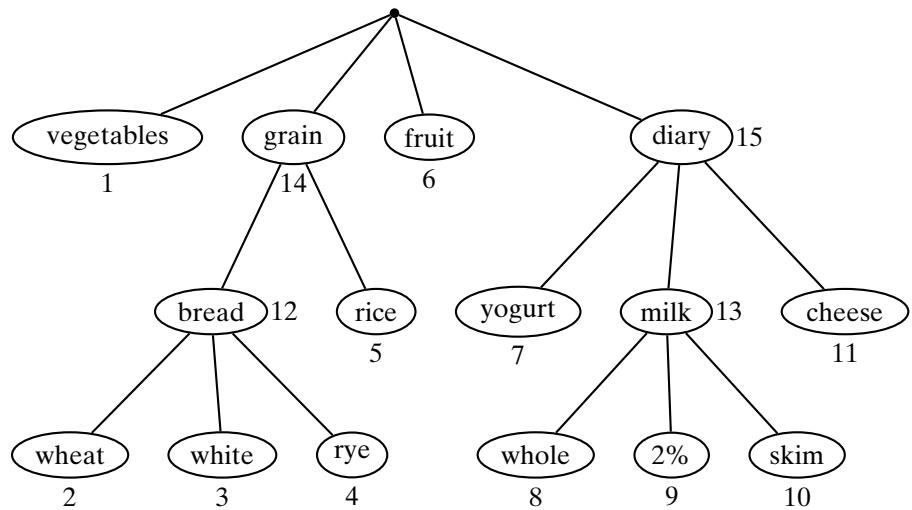 vegetables grain fruit diary 15
1 14 6
bread 12 rice yogurt milk 13 cheese
5 7 11
wheat white rye whole 2% skim
2 3 4 8 9 10